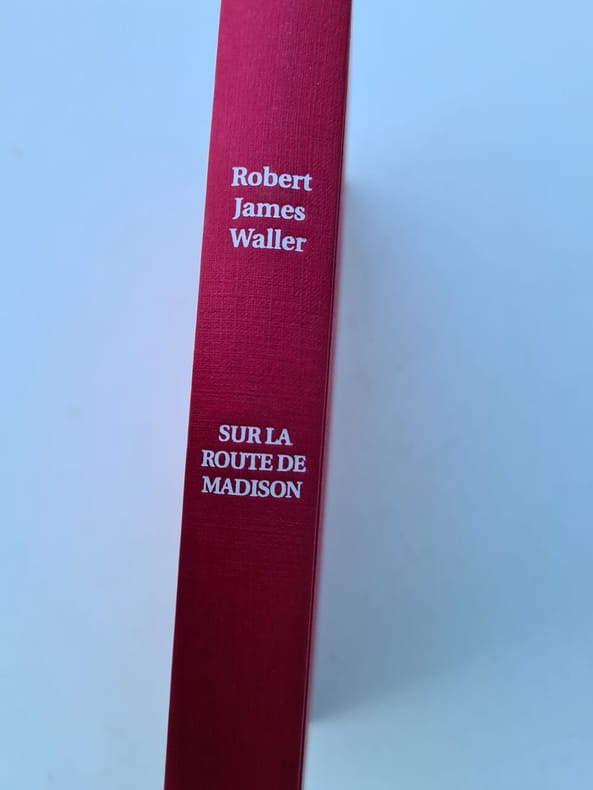 Robert
James
Waller
SUR LA
ROUTE DE
MADISON